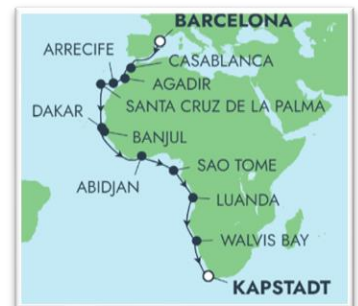 BARCELONA
ARRECIFE
CASABLANCA
AGADIR
SANTA CRUZ DE LA PALMA
DAKAR
BANJUL
SAO TOME
ABIDJAN
LUANDA
WALVIS BAY
KAPSTADT